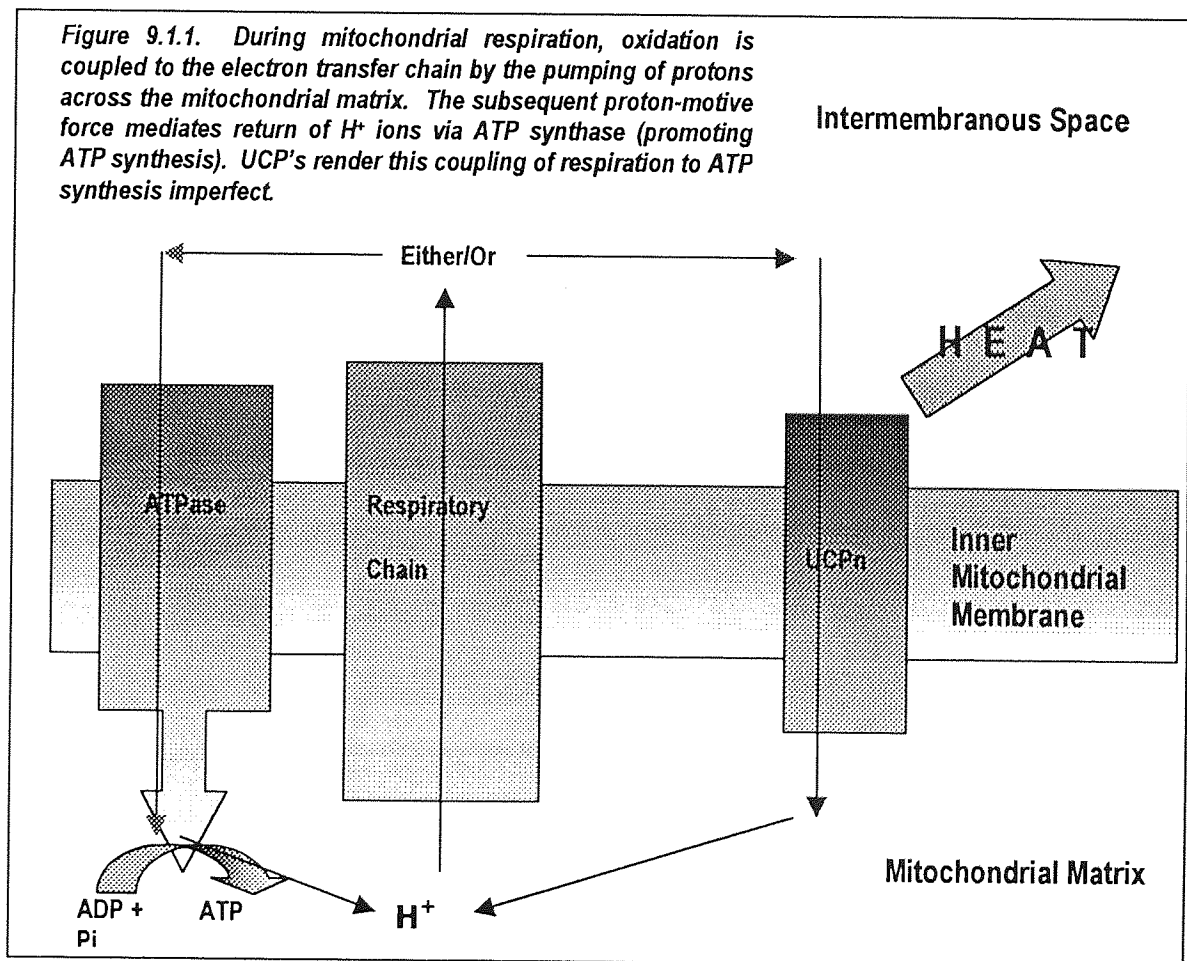 Figure 9.1.1. During mitochondrial respiration, oxidation is
coupled to the electron transfer chain by the pumping of protons
across the mitochondrial matrix. The subsequent proton-motive
force mediates return of H⁺ ions via ATP synthase (promoting
ATP synthesis). UCP's render this coupling of respiration to ATP
synthesis imperfect.
Intermembranous Space
Either/Or
HEAT
ATPase
Respiratory
Chain
UCPn
Inner
Mitochondrial
Membrane
Mitochondrial Matrix
ADP +
Pi
ATP
H⁺